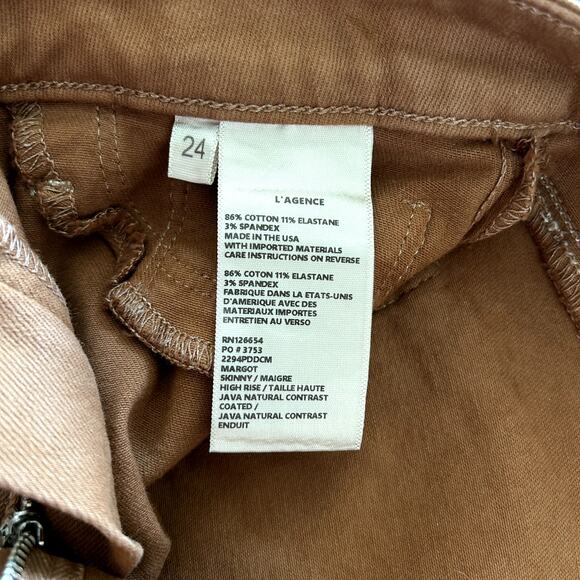 24
L'AGENCE
86% COTTON 11% ELASTANE
3% SPANDEX
MADE IN THE USA
WITH IMPORTED MATERIALS
CARE INSTRUCTIONS ON REVERSE
86% COTON 11% ELASTANE
3% SPANDEX
FABRIQUE DANS LA ETATS-UNIS
D'AMERIQUE AVEC DES
MATERIAUX IMPORTES
ENTRETIEN AU VERSO
RN126654
PO # 3753
2294PDDCM
MARGOT
SKINNY / MAIGRE
HIGH RISE / TAILLE HAUTE
JAVA NATURAL CONTRAST
COATED /
JAVA NATURAL CONTRAST
ENDUIT